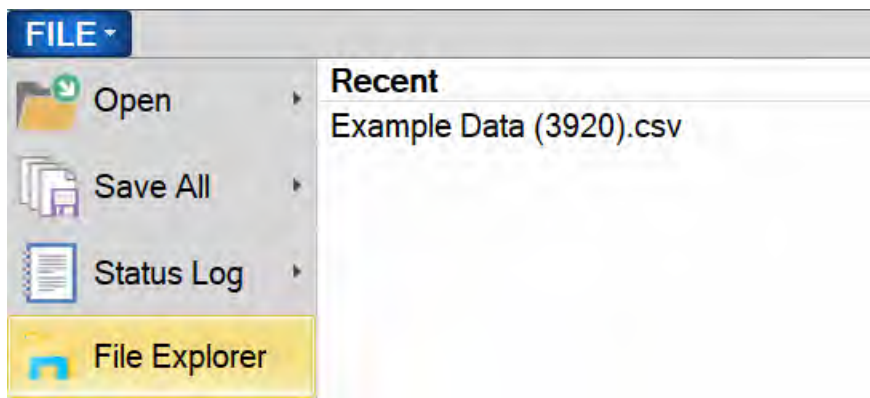 FILE
Open
Save All
Status Log
File Explorer
Recent
Example Data (3920).csv